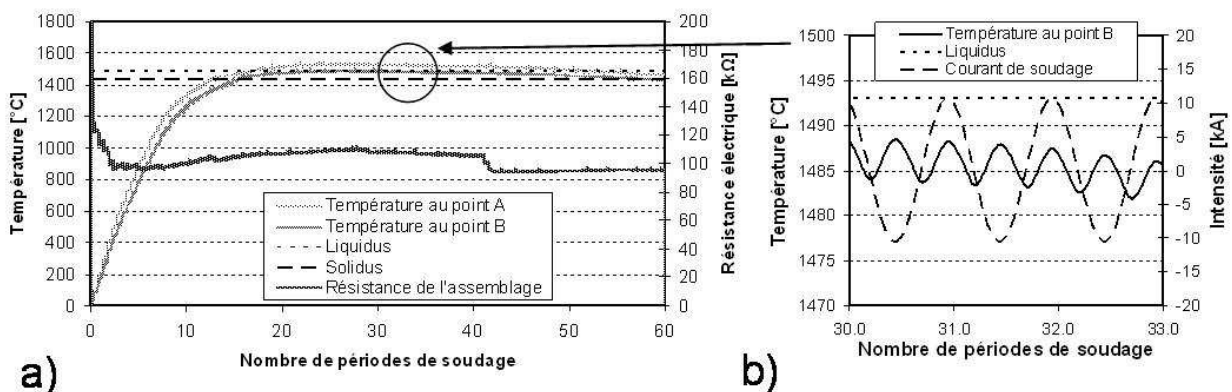 1800
1600
1400
1200
1000
800
600
400
200
0
Température [°C]
200
180
160
140
120
100
80
60
40
20
0
Résistance électrique [kΩ]
Température au point A
Température au point B
Liquidus
Solidus
Résistance de l'assemblage
0 10 20 30 40 50 60
Nombre de périodes de soudage
a)
1500
1495
1490
1485
1480
1475
1470
Température [°C]
Température au point B
Liquidus
Courant de soudage
20
15
10
5
0
-5
-10
-15
-20
Intensité [kA]
30.0 31.0 32.0 33.0
Nombre de périodes de soudage
b)